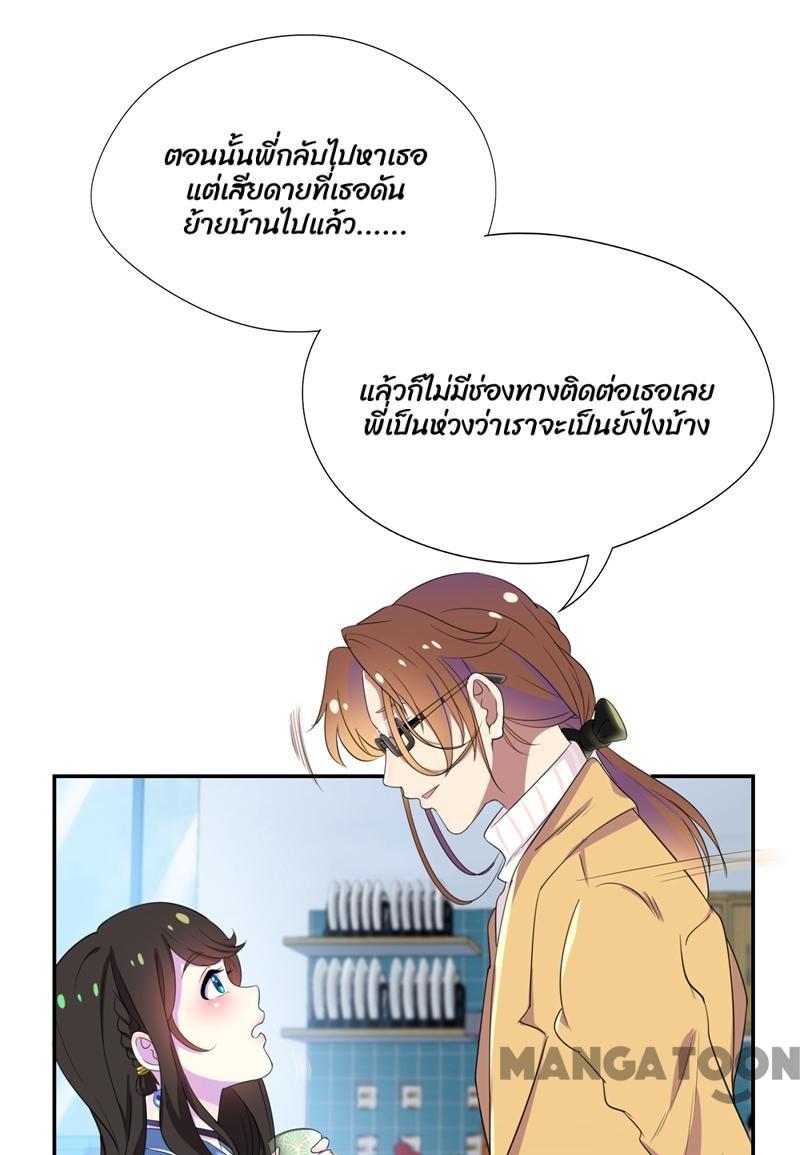 ตอนนั้นพี่กลับไปหาเธอ
แต่เสียดายที่เธอดัน
ย้ายบ้านไปแล้ว......
แล้วก็ไม่มีช่องทางติดต่อเธอเลย
พี่เป็นห่วงว่าเราจะเป็นยังไงบ้าง
MANGATOON